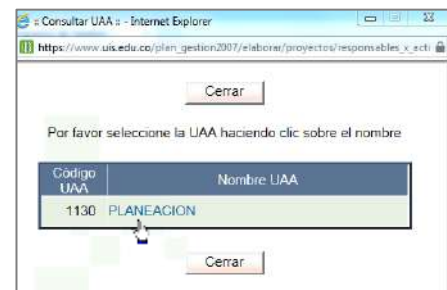 :: Consultar UAA :: - Internet Explorer
https://www.uis.edu.co/plan_gestion2007/elaborar/proyectos/responsables_x_acti
Cerrar
Por favor seleccione la UAA haciendo clic sobre el nombre
Código UAA Nombre UAA
1130 PLANEACION
Cerrar